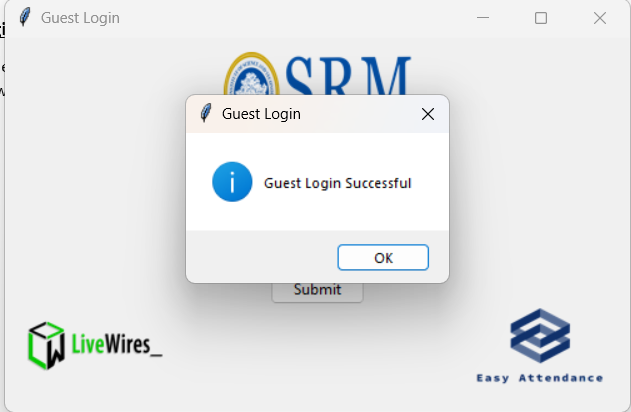 Guest Login
SRM
Guest Login
Guest Login Successful
OK
Submit
LiveWires_
Easy Attendance